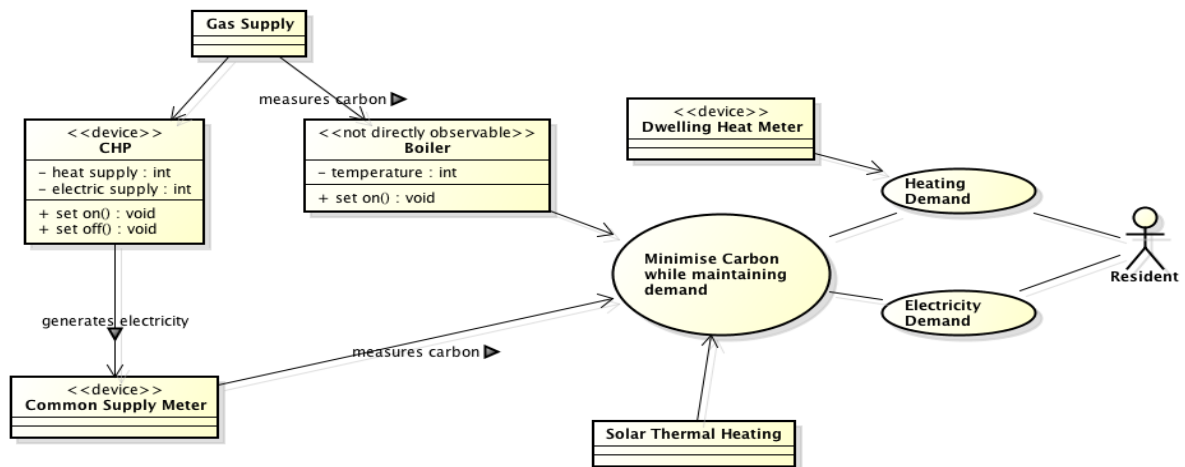 Gas Supply
measures carbon
<<device>>
CHP
- heat supply : int
- electric supply : int
+ set on() : void
+ set off() : void
<<not directly observable>>
Boiler
- temperature : int
+ set on() : void
<<device>>
Dwelling Heat Meter
Heating
Demand
Minimise Carbon
while maintaining
demand
Resident
Electricity
Demand
generates electricity
measures carbon
<<device>>
Common Supply Meter
Solar Thermal Heating